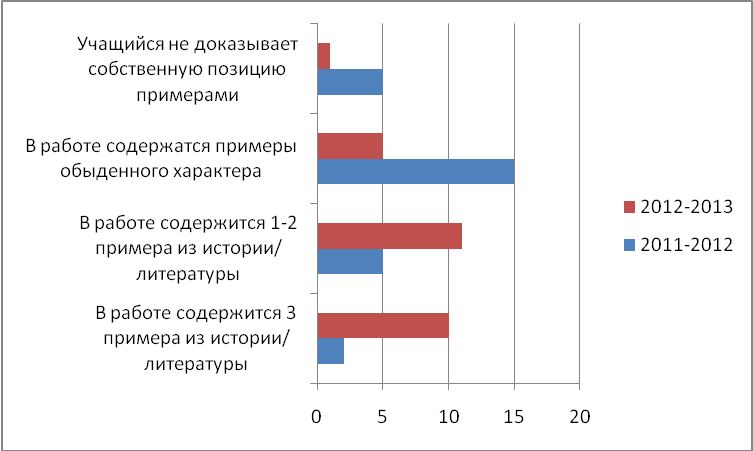 Учащийся не доказывает
собственную позицию
примерами
В работе содержатся примеры
обыденного характера
В работе содержится 1-2
примера из истории/
литературы
В работе содержится 3
примера из истории/
литературы
0 5 10 15 20
2012-2013
2011-2012